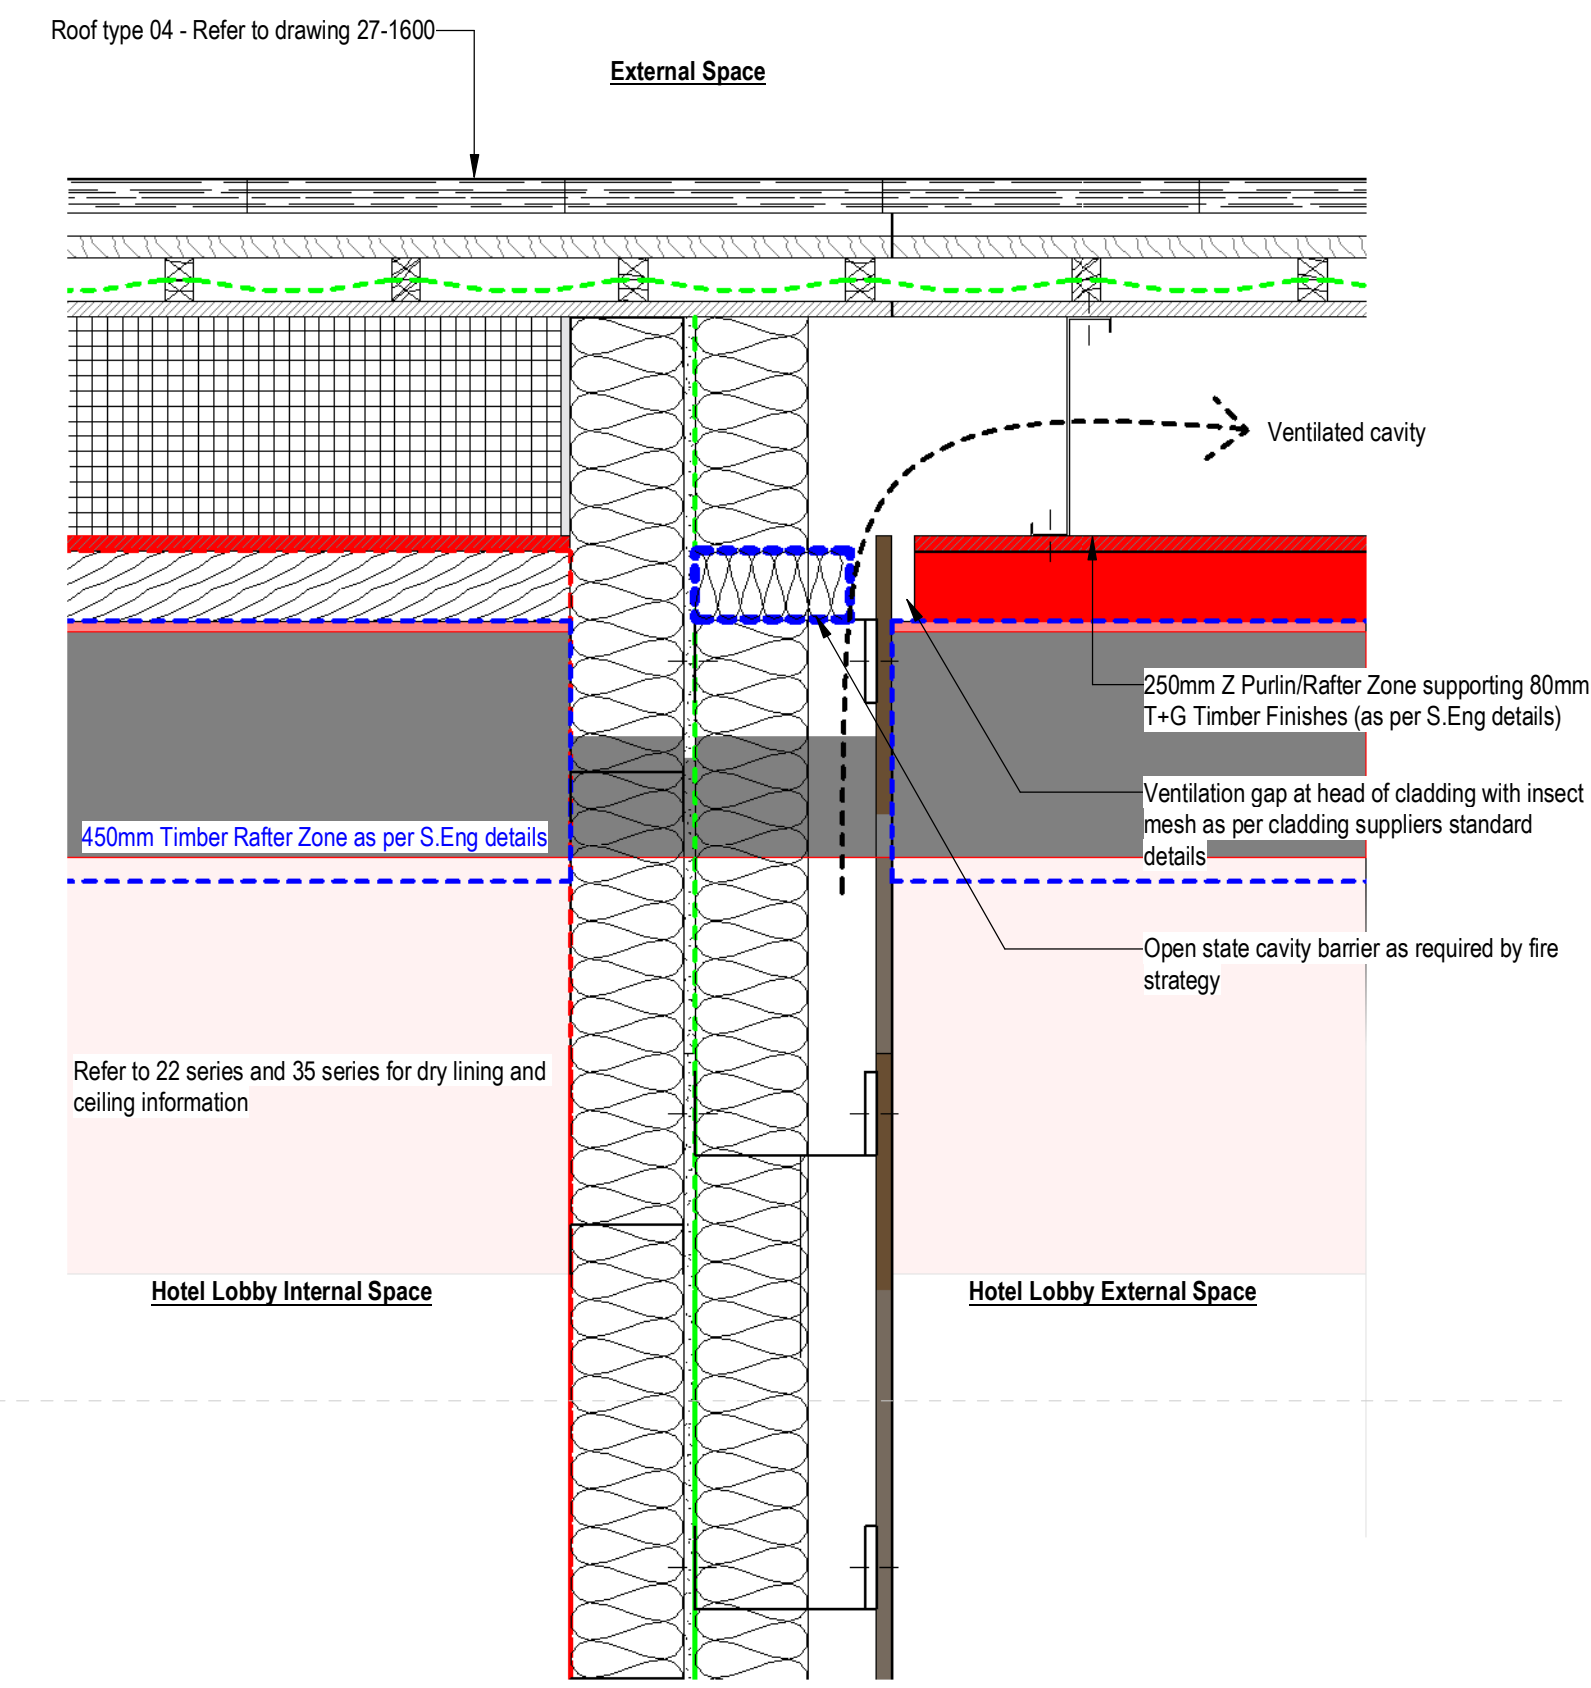 Roof type 04 - Refer to drawing 27-1600
External Space
Ventilated cavity
250mm Z Purlin/Rafter Zone supporting 80mm
T+G Timber Finishes (as per S.Eng details)
Ventilation gap at head of cladding with insect
mesh as per cladding suppliers standard
details
450mm Timber Rafter Zone as per S.Eng details
Open state cavity barrier as required by fire
strategy
Refer to 22 series and 35 series for dry lining and
ceiling information
Hotel Lobby Internal Space
Hotel Lobby External Space